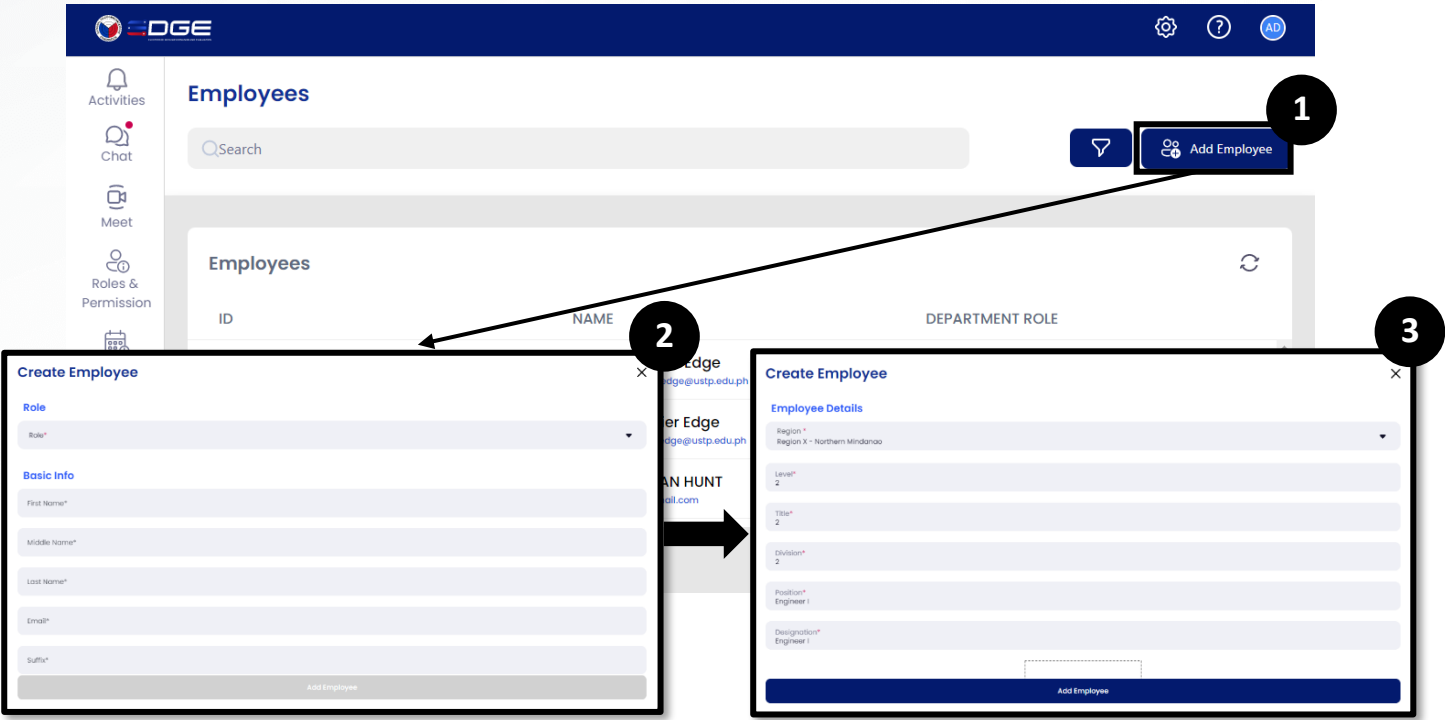 EDGE
AD
Activities
Chat
Meet
Roles &
Permission
Employees
Search
Add Employee
1
Employees
ID
NAME
DEPARTMENT ROLE
Edge
edge@ustp.edu.ph
er Edge
edge@ustp.edu.ph
AN HUNT
ail.com
2
Create Employee
Role
Role*
Basic Info
First Name*
Middle Name*
Last Name*
Email*
Suffix*
Add Employee
3
Create Employee
Employee Details
Region *
Region X - Northern Mindanao
Level*
2
Title*
2
Division*
2
Position*
Engineer I
Designation*
Engineer I
Add Employee